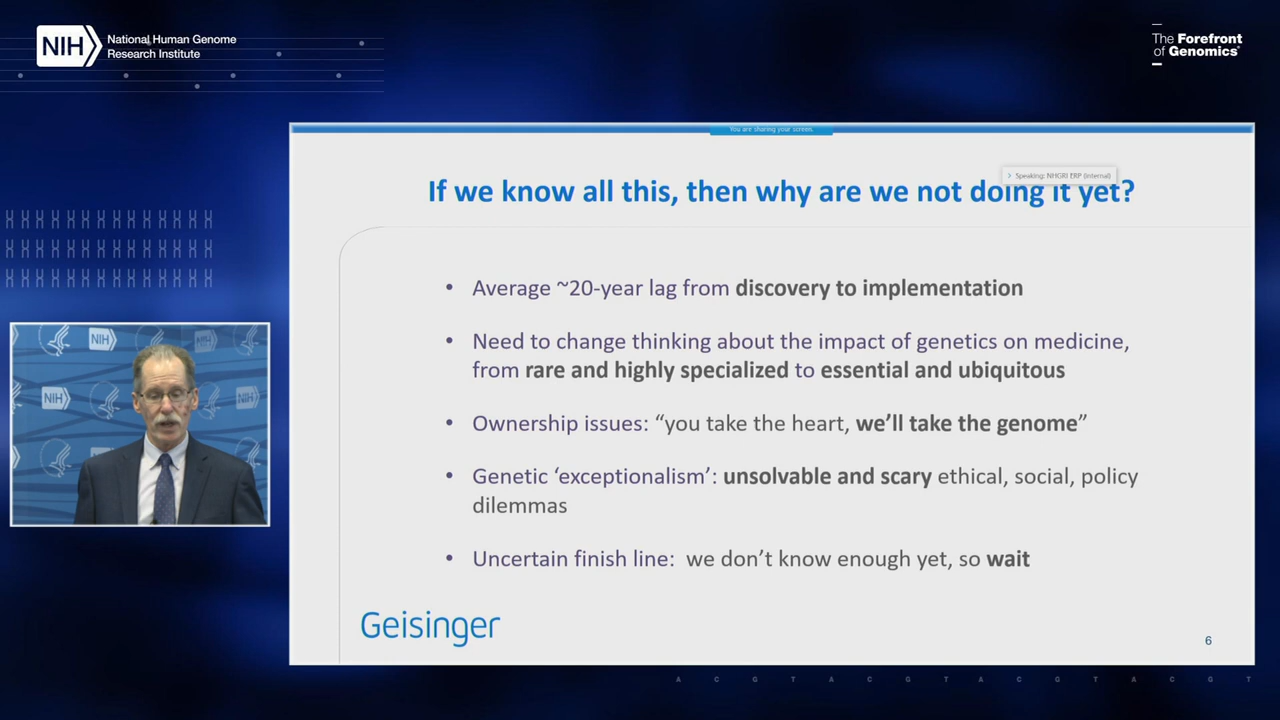 NIH
National Human Genome
Research Institute
The Forefront
of Genomics®
You are sharing your screen.
Speaking: NHGRI ERP (Internal)
If we know all this, then why are we not doing it yet?
• Average ~20-year lag from discovery to implementation
• Need to change thinking about the impact of genetics on medicine,
from rare and highly specialized to essential and ubiquitous
• Ownership issues: “you take the heart, we’ll take the genome”
• Genetic ‘exceptionalism’: unsolvable and scary ethical, social, policy
dilemmas
• Uncertain finish line: we don’t know enough yet, so wait
NIH
NIH
NIH
NIH
Geisinger
6
A C G T A C G T A C G T A C G T